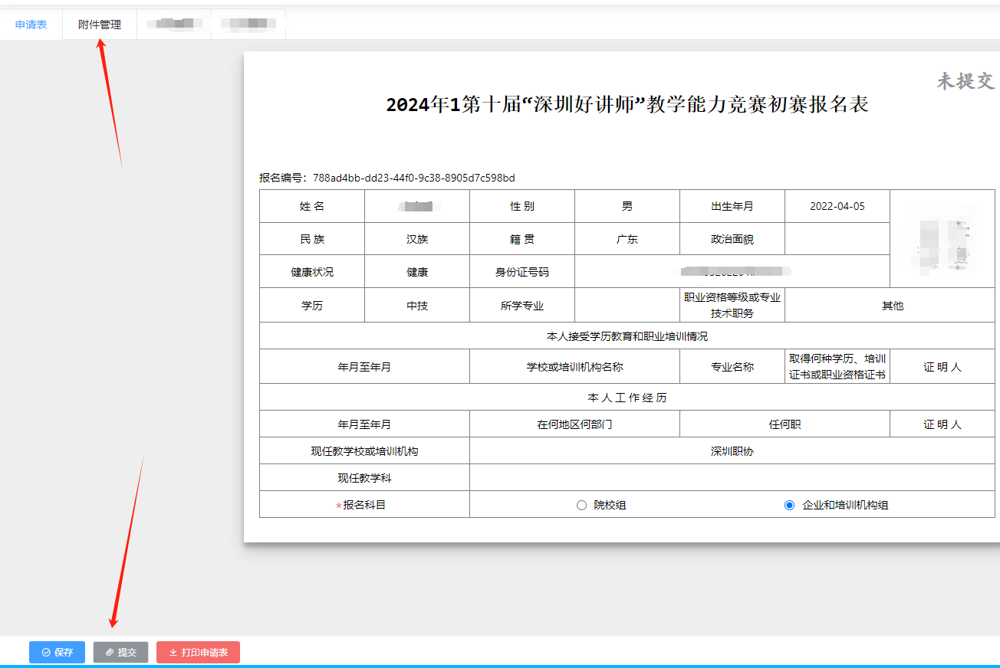 申请表 附件管理
未提交
2024年1第十届“深圳好讲师”教学能力竞赛初赛报名表
报名编号：788ad4bb-dd23-44f0-9c38-8905d7c598bd
姓 名 性 别 男 出生年月 2022-04-05
民 族 汉族 籍 贯 广东 政治面貌
健康状况 健康 身份证号码
学历 中技 所学专业 职业资格等级或专业技术职务 其他
本人接受学历教育和职业培训情况
年月至年月 学校或培训机构名称 专业名称 取得何种学历、培训证书或职业资格证书 证 明 人
本 人 工 作 经 历
年月至年月 在何地区何部门 任何职 证 明 人
现任教学校或培训机构 深圳职协
现任教学科
*报名科目 院校组 企业和培训机构组
保存 提交 打印申请表